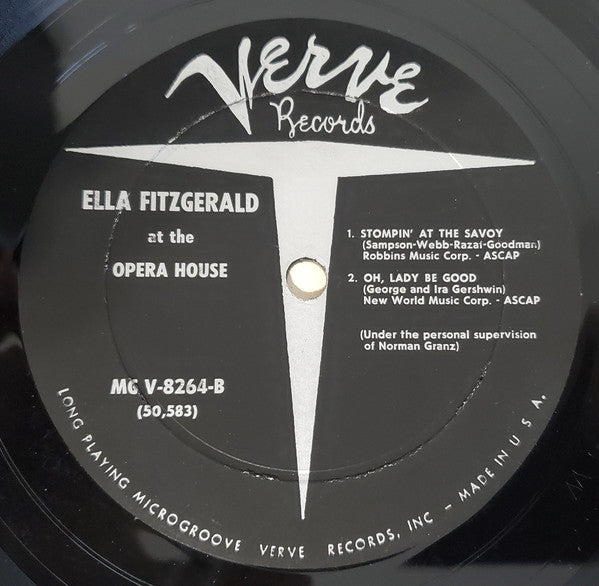 Verve
Records
ELLA FITZGERALD
at the
OPERA HOUSE
MG V-8264-B
(50,583)
1. STOMPIN' AT THE SAVOY
(Sampson-Webb-Razaf-Goodman)
Robbins Music Corp. - ASCAP
2. OH, LADY BE GOOD
(George and Ira Gershwin)
New World Music Corp. - ASCAP
(Under the personal supervision
of Norman Granz)
LONG PLAYING MICROGROOVE VERVE RECORDS, INC - MADE IN U S A.